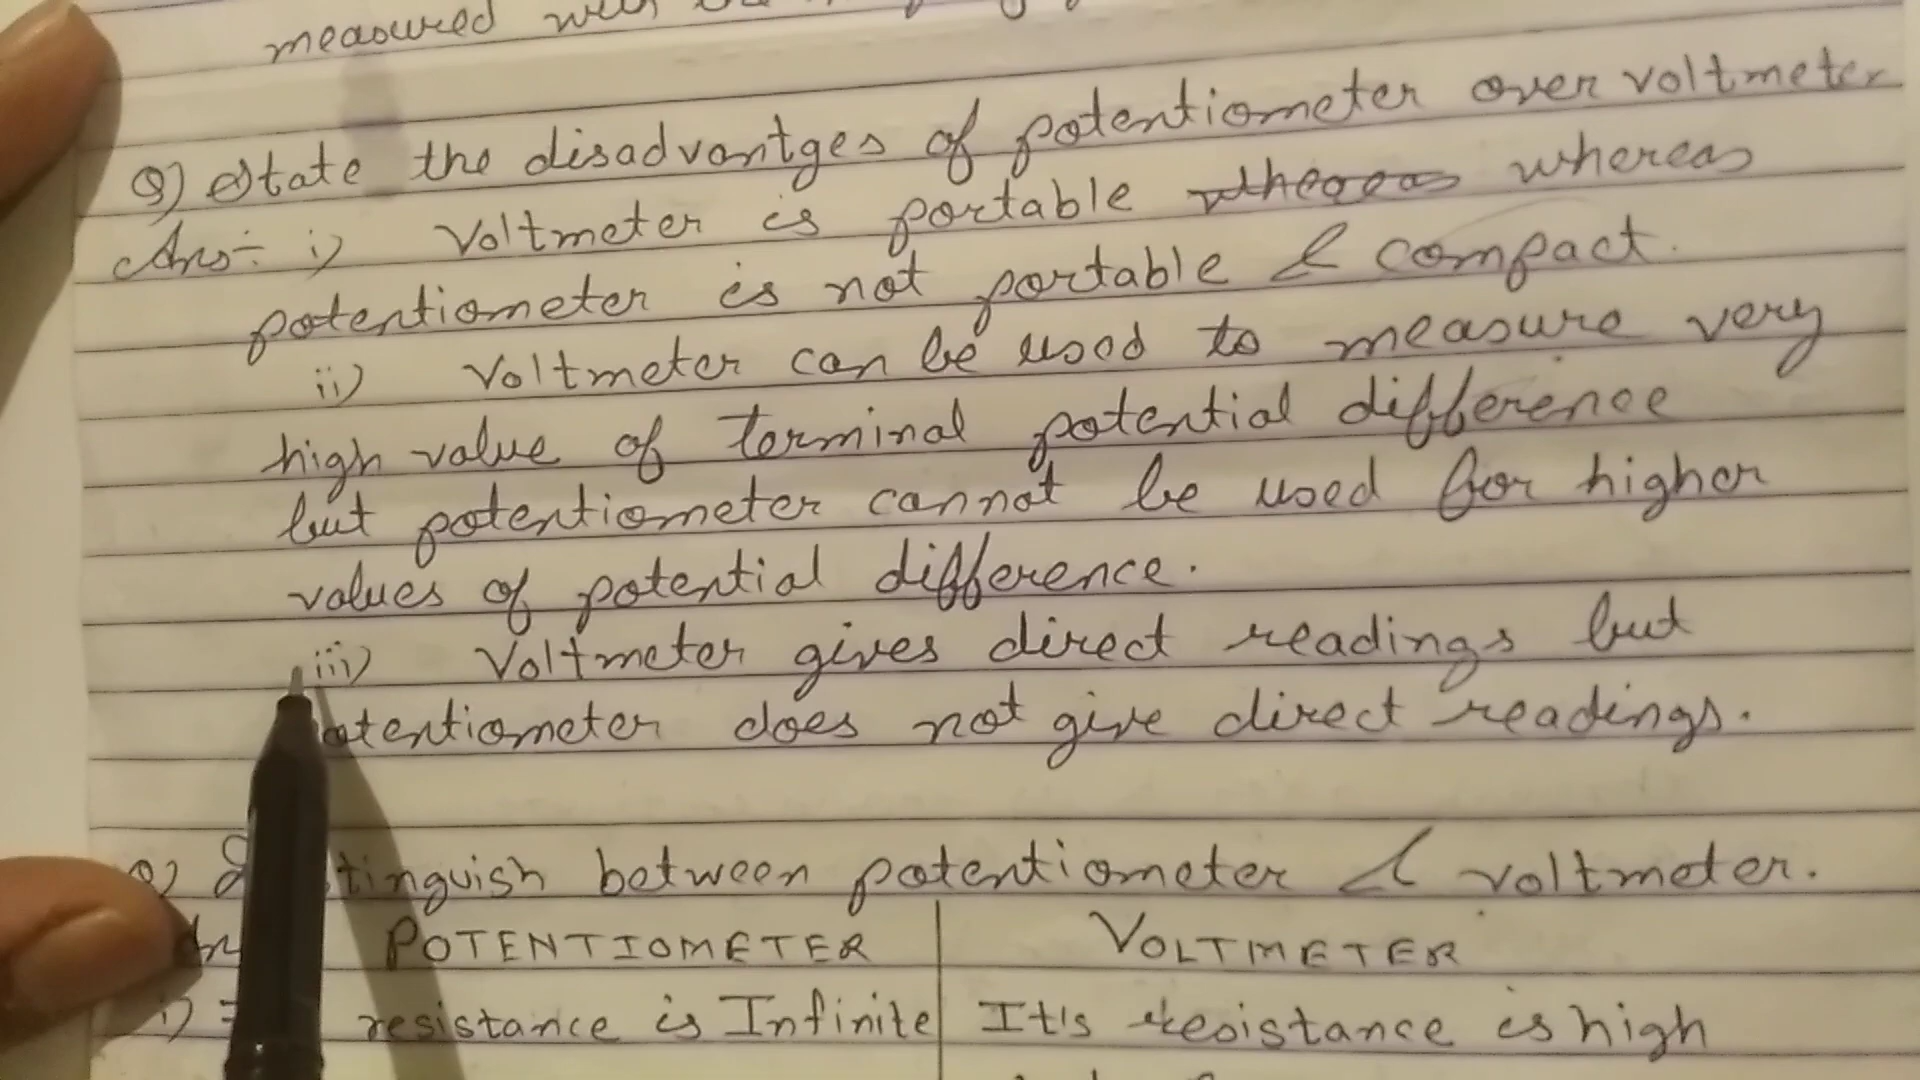 measured
Q) State the disadvantges of potentiometer over voltmeter
Ans÷ i) Voltmeter is portable whereas whereas
potentiometer is not portable & compact.
ii) Voltmeter can be used to measure very
high value of terminal potential difference
but potentiometer cannot be used for higher
values of potential difference.
iii) Voltmeter gives direct readings but
otentiometer does not give direct readings.
Q) tinguish between potentiometer & voltmeter.
POTENTIOMETER VOLTMETER
i) resistance is Infinite It's resistance is high